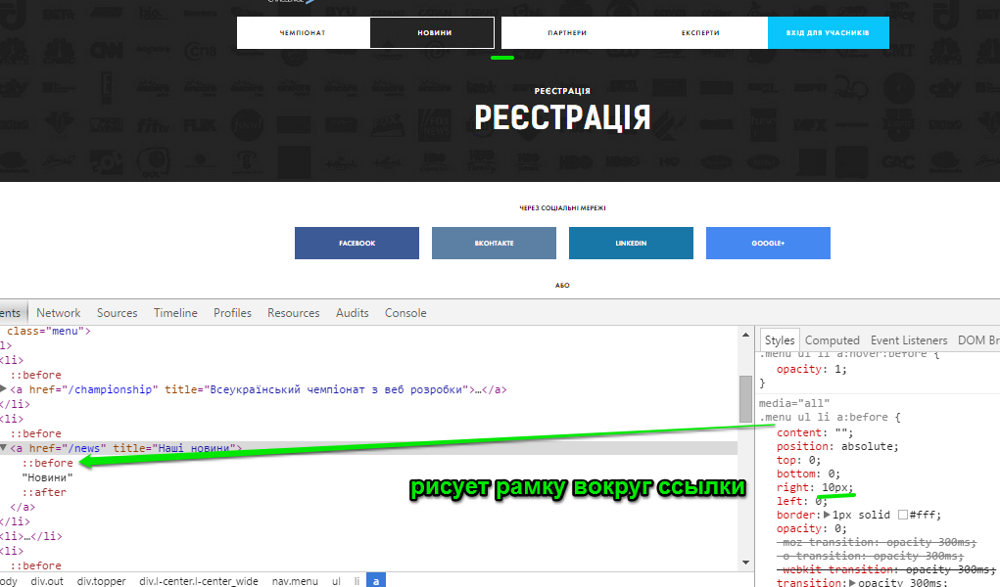 CHALLENGE
ЧЕМПІОНАТ НОВИНИ ПАРТНЕРИ ЕКСПЕРТИ ВХІД ДЛЯ УЧАСНИКІВ
РЕЄСТРАЦІЯ
РЕЄСТРАЦІЯ
ЧЕРЕЗ СОЦІАЛЬНІ МЕРЕЖІ
FACEBOOK ВКОНТАКТЕ LINKEDIN GOOGLE+
АБО
ents Network Sources Timeline Profiles Resources Audits Console
class="menu">
l>
<li>
::before
<a href="/championship" title="Всеукраїнський чемпіонат з веб розробки">…</a>
</li>
<li>
::before
<a href="/news" title="Наші новини">
::before
"Новини"
::after
</a>
</li>
<li>…</li>
<li>
::before
ody div.out div.topper div.l-center.l-center_wide nav.menu ul li a
Styles Computed Event Listeners DOM Br
.menu ul li a:hover:before {
opacity: 1;
}
media="all"
.menu ul li a:before {
content: "";
position: absolute;
top: 0;
bottom: 0;
right: 10px;
left: 0;
border: 1px solid #fff;
opacity: 0;
-moz-transition: opacity 300ms;
-o-transition: opacity 300ms;
-webkit-transition: opacity 300ms;
transition: opacity 300ms;
рисует рамку вокруг ссылки